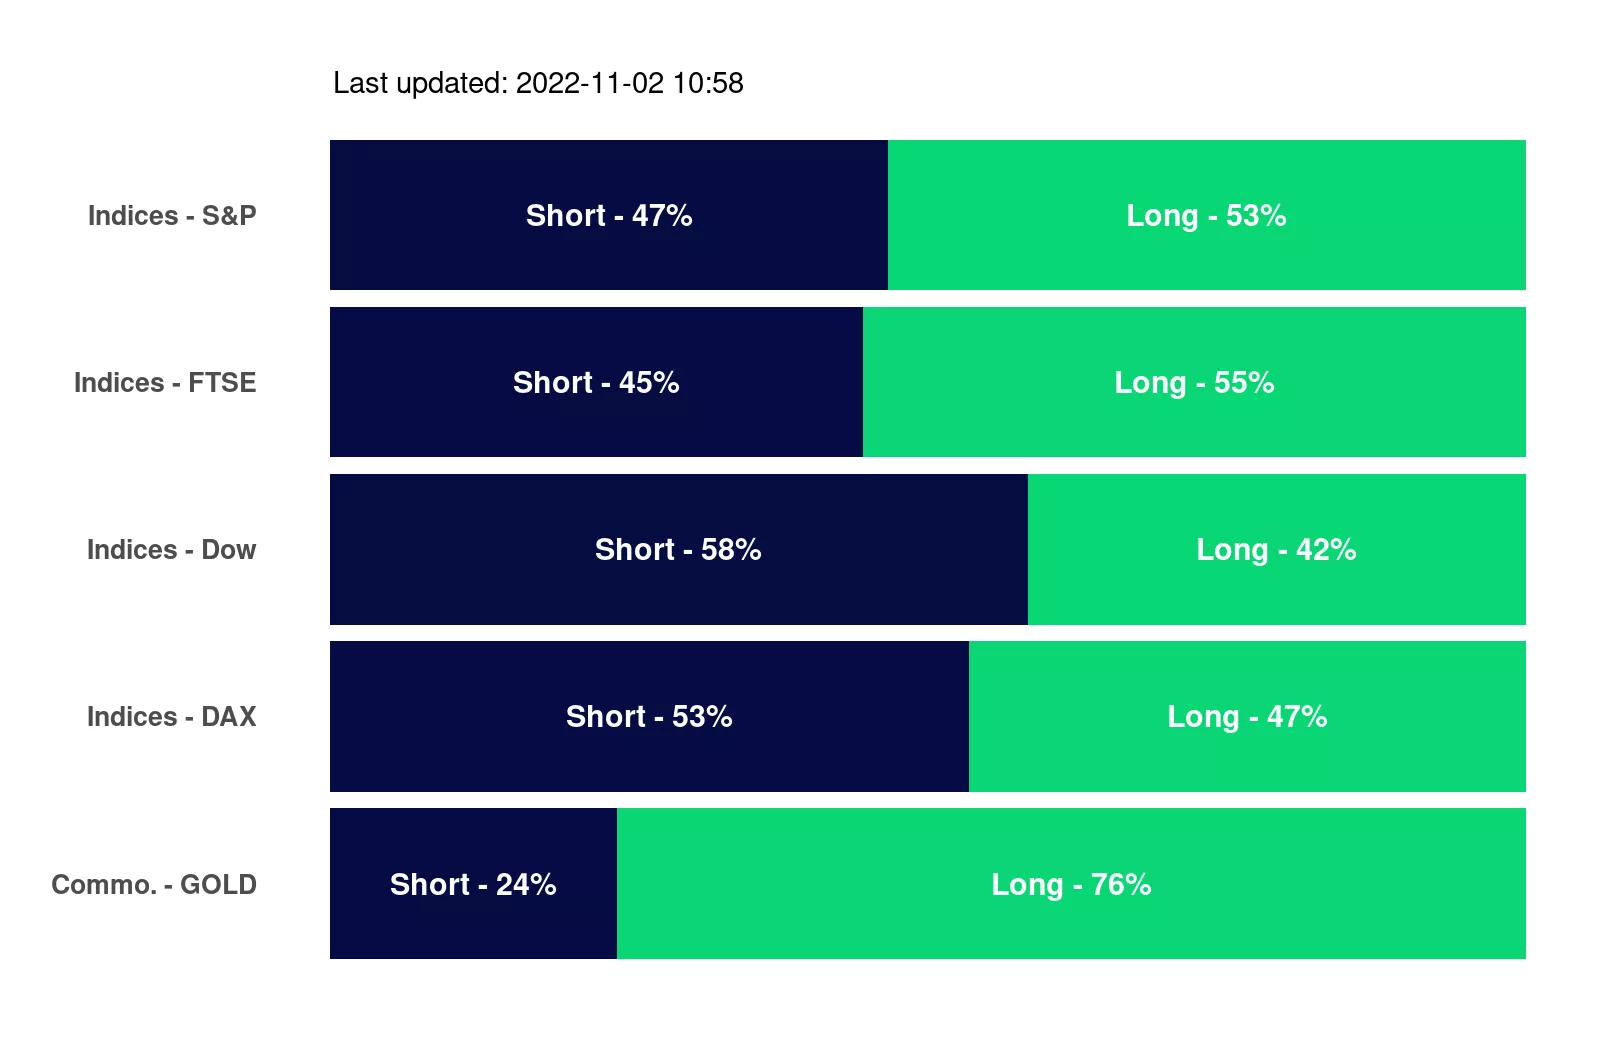 Last updated: 2022-11-02 10:58
Indices - S&P Short - 47% Long - 53%
Indices - FTSE Short - 45% Long - 55%
Indices - Dow Short - 58% Long - 42%
Indices - DAX Short - 53% Long - 47%
Commo. - GOLD Short - 24% Long - 76%